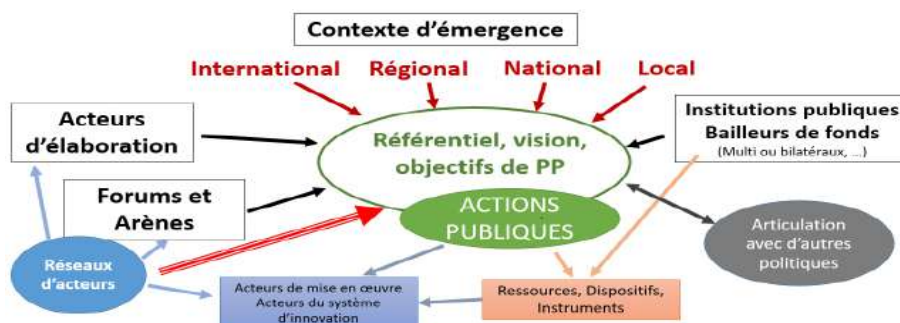 Contexte d'émergence
International Régional National Local
Acteurs
d'élaboration
Référentiel, vision,
objectifs de PP
Institutions publiques
Bailleurs de fonds
(Multi ou bilatéraux, ...)
Forums et
Arènes
ACTIONS
PUBLIQUES
Articulation
avec d'autres
politiques
Réseaux
d'acteurs
Acteurs de mise en œuvre
Acteurs du système
d'innovation
Ressources, Dispositifs,
Instruments